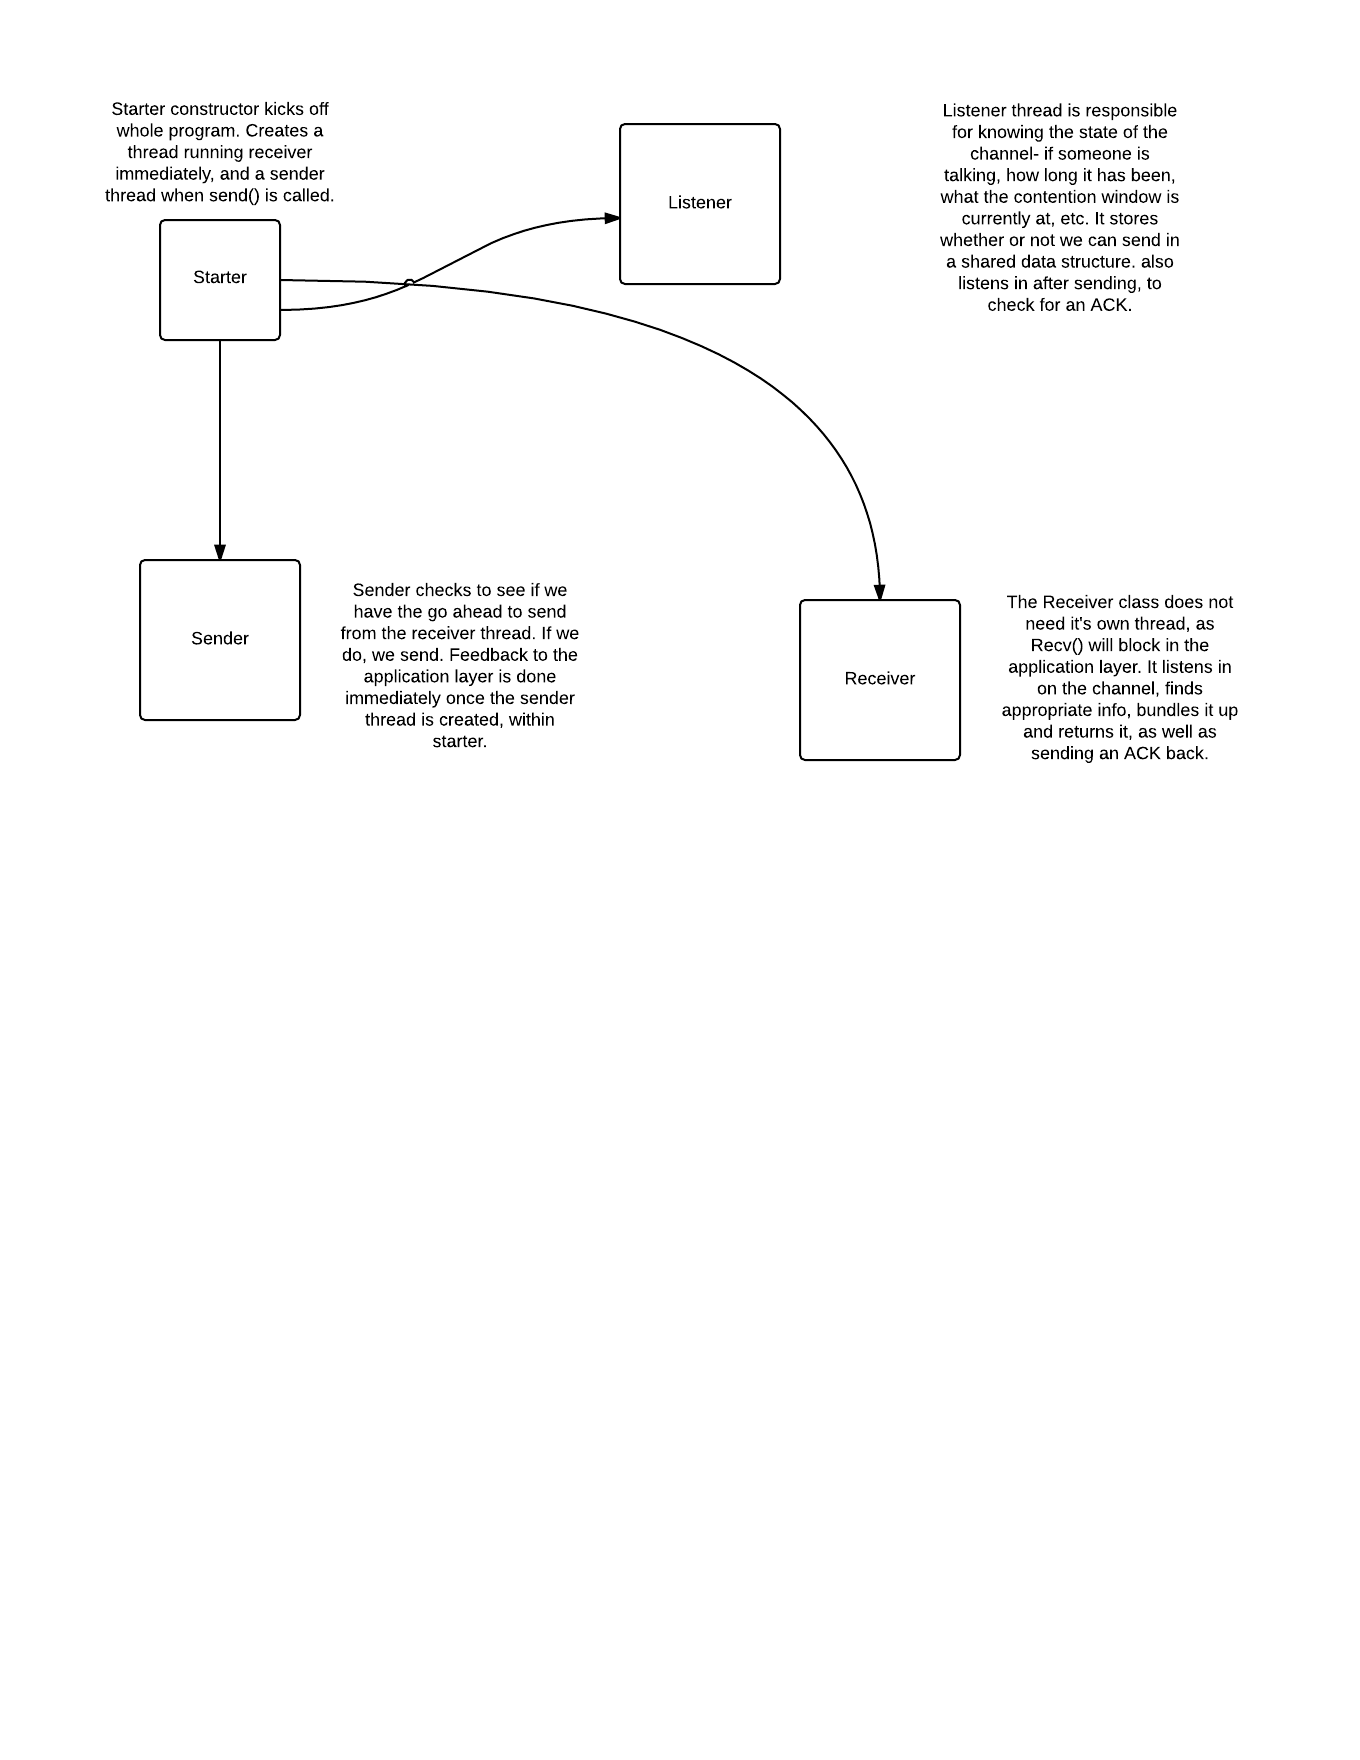 Starter constructor kicks off
whole program. Creates a
thread running receiver
immediately, and a sender
thread when send() is called.
Starter
Listener
Listener thread is responsible
for knowing the state of the
channel- if someone is
talking, how long it has been,
what the contention window is
currently at, etc. It stores
whether or not we can send in
a shared data structure. also
listens in after sending, to
check for an ACK.
Sender
Sender checks to see if we
have the go ahead to send
from the receiver thread. If we
do, we send. Feedback to the
application layer is done
immediately once the sender
thread is created, within
starter.
Receiver
The Receiver class does not
need it's own thread, as
Recv() will block in the
application layer. It listens in
on the channel, finds
appropriate info, bundles it up
and returns it, as well as
sending an ACK back.